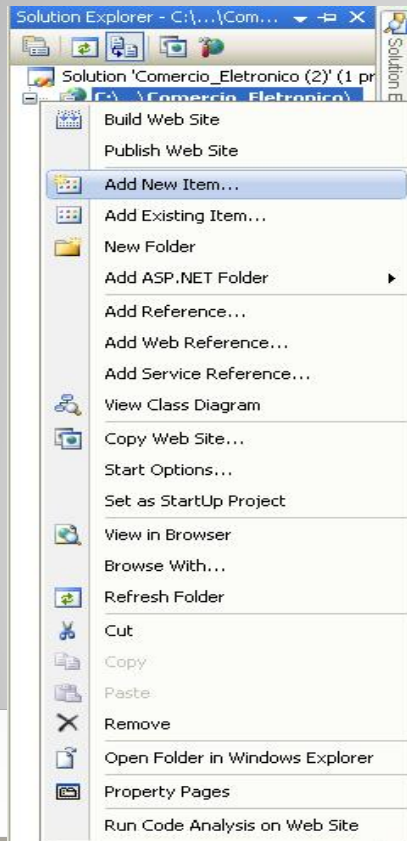 Solution Explorer - C:\...\Com...
Solution 'Comercio_Eletronico (2)' (1 pr
C:\...\Comercio_Eletronico\
Build Web Site
Publish Web Site
Add New Item...
Add Existing Item...
New Folder
Add ASP.NET Folder
Add Reference...
Add Web Reference...
Add Service Reference...
View Class Diagram
Copy Web Site...
Start Options...
Set as StartUp Project
View in Browser
Browse With...
Refresh Folder
Cut
Copy
Paste
Remove
Open Folder in Windows Explorer
Property Pages
Run Code Analysis on Web Site
Solution E